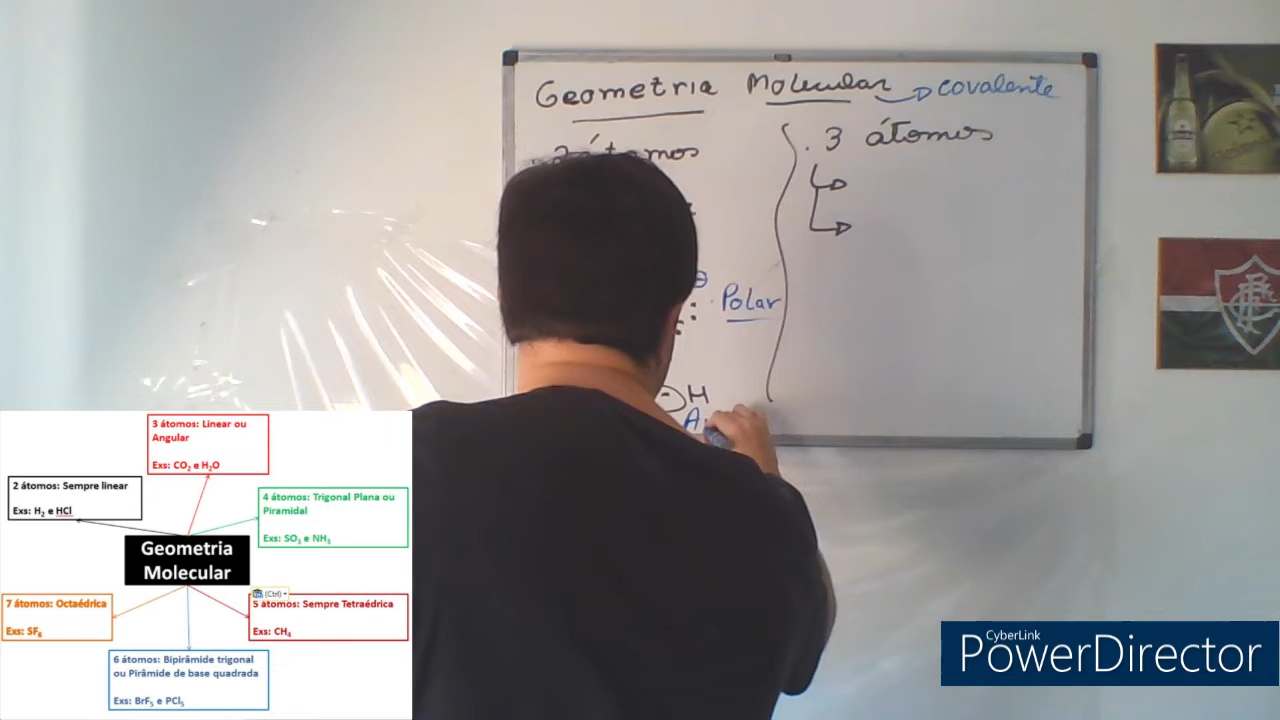 Geometria Molecular → covalente
átomos
. 3 átomos
Polar
H
3 átomos: Linear ou
Angular
Exs: CO₂ e H₂O
2 átomos: Sempre linear
Exs: H₂ e HCl
4 átomos: Trigonal Plana ou
Piramidal
Exs: SO₃ e NH₃
Geometria
Molecular
(Ctrl)
7 átomos: Octaédrica
Exs: SF₆
5 átomos: Sempre Tetraédrica
Exs: CH₄
6 átomos: Bipirâmide trigonal
ou Pirâmide de base quadrada
Exs: BrF₅ e PCl₅
CyberLink
PowerDirector